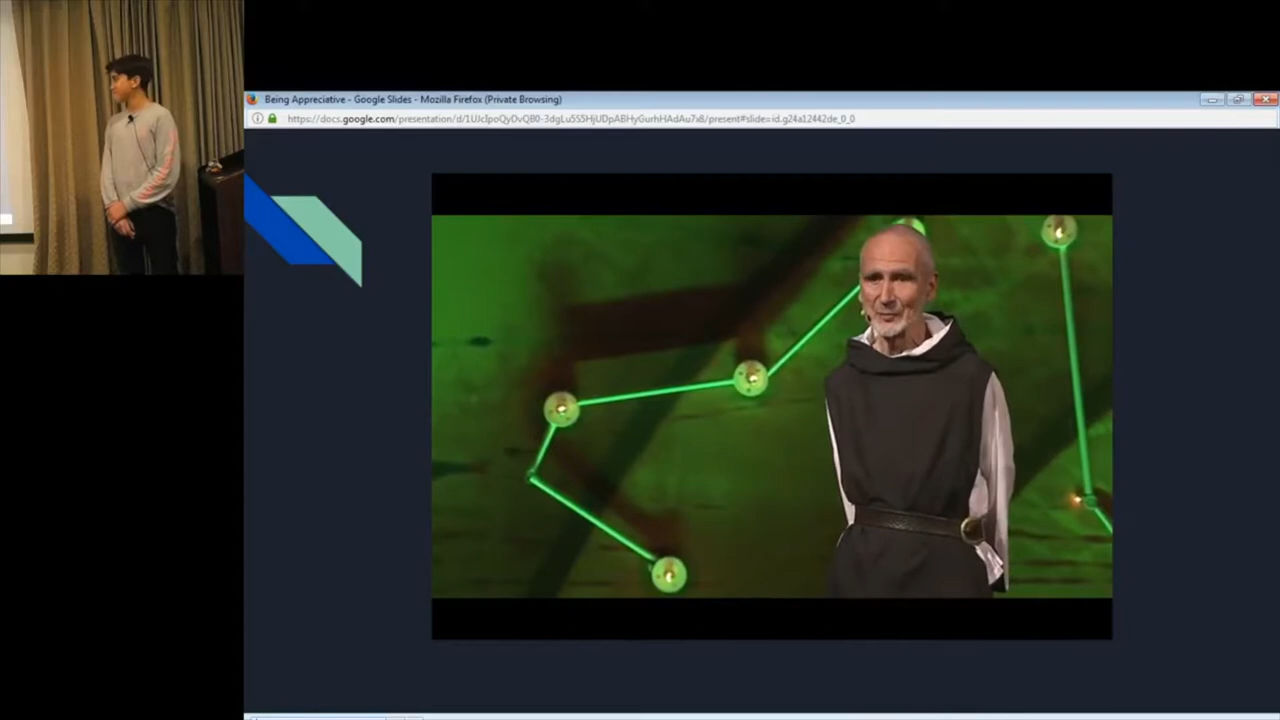 Being Appreciative - Google Slides - Mozilla Firefox (Private Browsing)
https://docs.google.com/presentation/d/1UJcIpoQyDvQB0-3dgLu5S5HjUDpABHyGurhHAdAu7x8/present#slide=id.g24a12442de_0_0